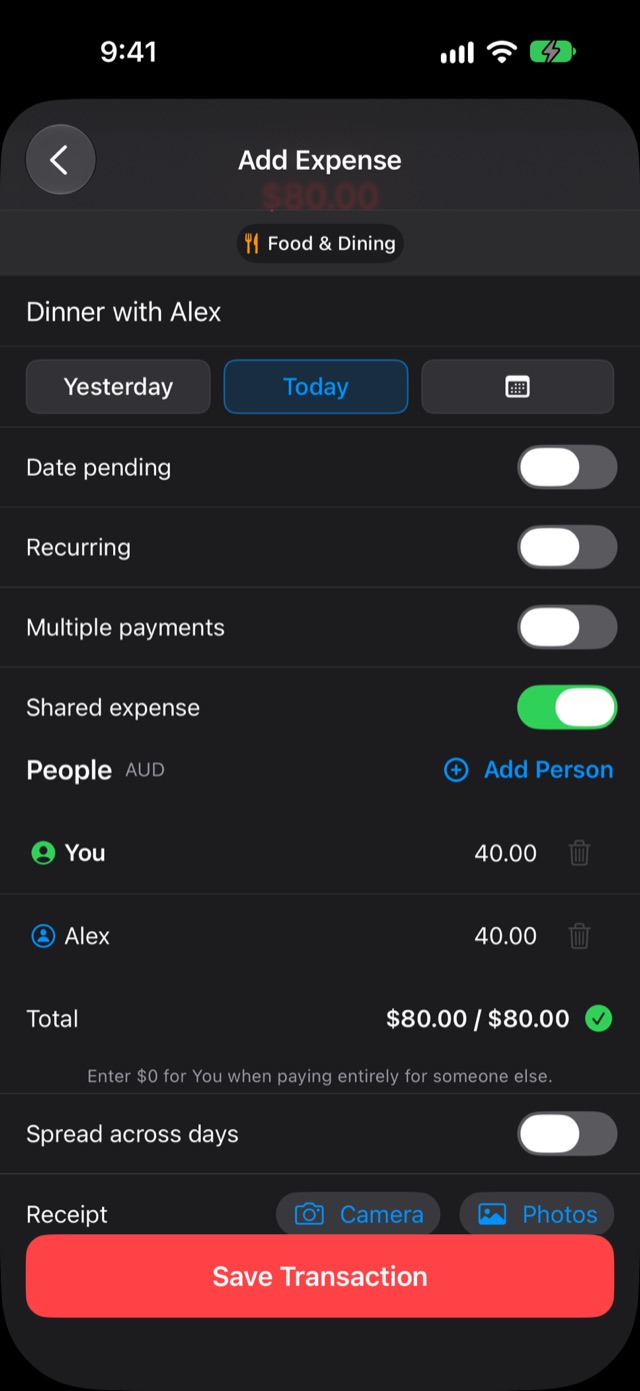 9:41
Add Expense
$80.00
Food & Dining
Dinner with Alex
Yesterday Today
Date pending
Recurring
Multiple payments
Shared expense
People AUD Add Person
You 40.00
Alex 40.00
Total $80.00 / $80.00
Enter $0 for You when paying entirely for someone else.
Spread across days
Receipt Camera Photos
Save Transaction